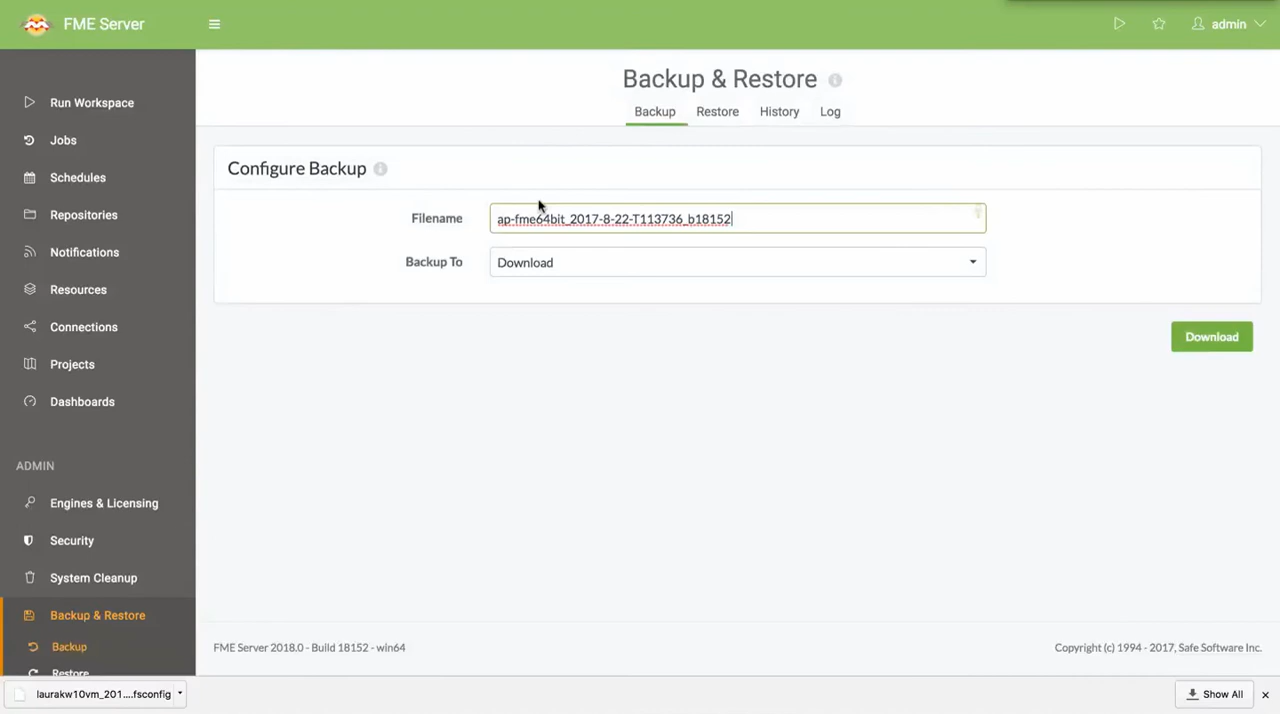 FME Server
admin
Run Workspace
Jobs
Schedules
Repositories
Notifications
Resources
Connections
Projects
Dashboards
ADMIN
Engines & Licensing
Security
System Cleanup
Backup & Restore
Backup
Restore
Backup & Restore
Backup Restore History Log
Configure Backup
Filename ap-fme64bit_2017-8-22-T113736_b18152
Backup To Download
Download
FME Server 2018.0 - Build 18152 - win64
Copyright (c) 1994 - 2017, Safe Software Inc.
laurakw10vm_201....fsconfig
Show All